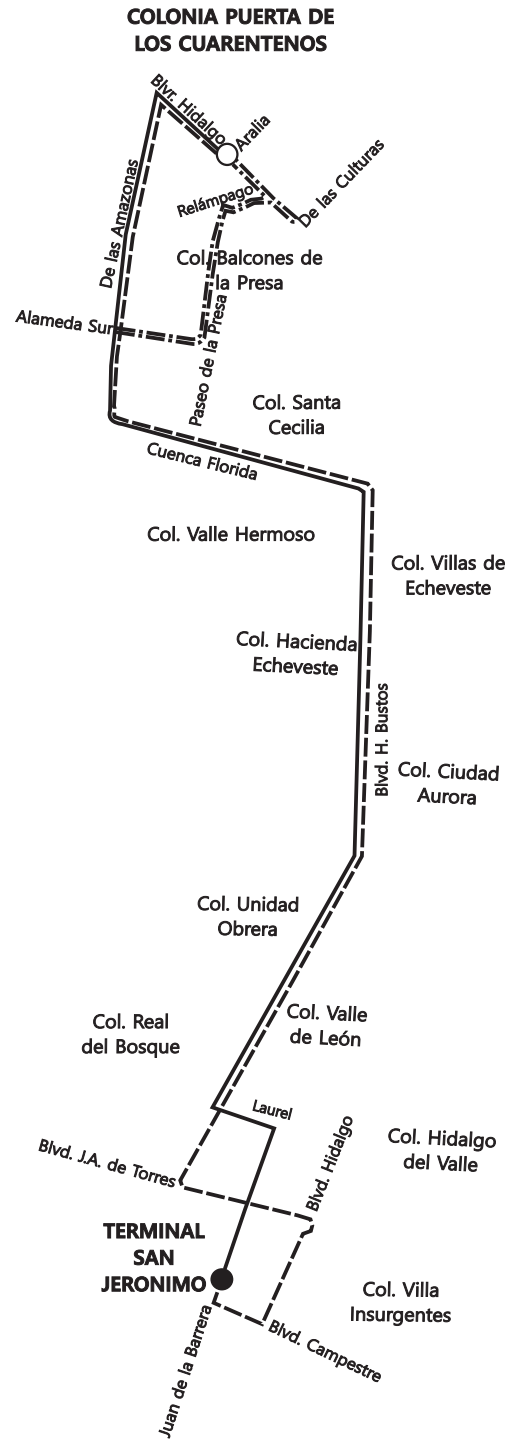 COLONIA PUERTA DE
LOS CUARENTENOS
Blvr. Hidalgo
Aralia
De las Culturas
De las Amazonas
Relámpago
Col. Balcones de
la Presa
Alameda Sur
Paseo de la Presa
Col. Santa
Cecilia
Cuenca Florida
Col. Valle Hermoso
Col. Villas de
Echeveste
Col. Hacienda
Echeveste
Blvd. H. Bustos
Col. Ciudad
Aurora
Col. Unidad
Obrera
Col. Valle
de León
Col. Real
del Bosque
Laurel
Blvd. Hidalgo
Col. Hidalgo
del Valle
Blvd. J.A. de Torres
TERMINAL
SAN
JERONIMO
Col. Villa
Insurgentes
Juan de la Barrera
Blvd. Campestre